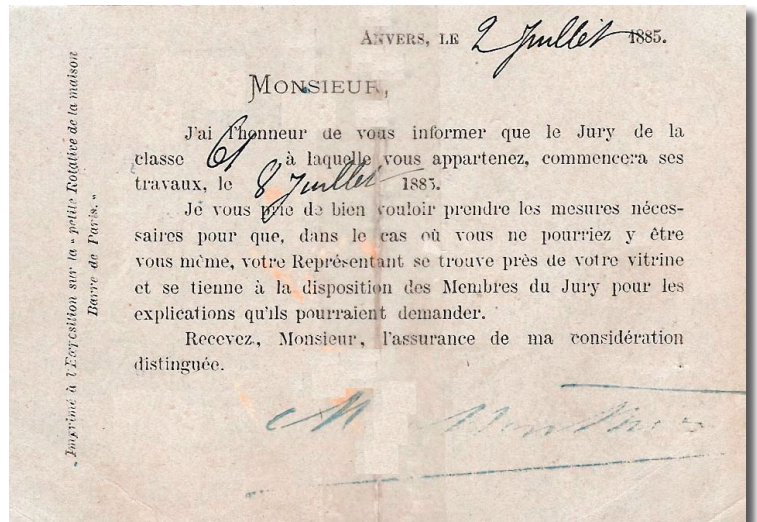 ANVERS, LE 2 Juillet 1885.
MONSIEUR,
J'ai l'honneur de vous informer que le Jury de la
classe 61 à laquelle vous appartenez, commencera ses
travaux, le 8 Juillet 1885.
Je vous prie de bien vouloir prendre les mesures néces-
saires pour que, dans le cas où vous ne pourriez y être
vous même, votre Représentant se trouve près de votre vitrine
et se tienne à la disposition des Membres du Jury pour les
explications qu'ils pourraient demander.
Recevez, Monsieur, l'assurance de ma considération
distinguée.
Imprimé à l'Exposition sur la « petite Rotative de la maison
Barre de Paris. »